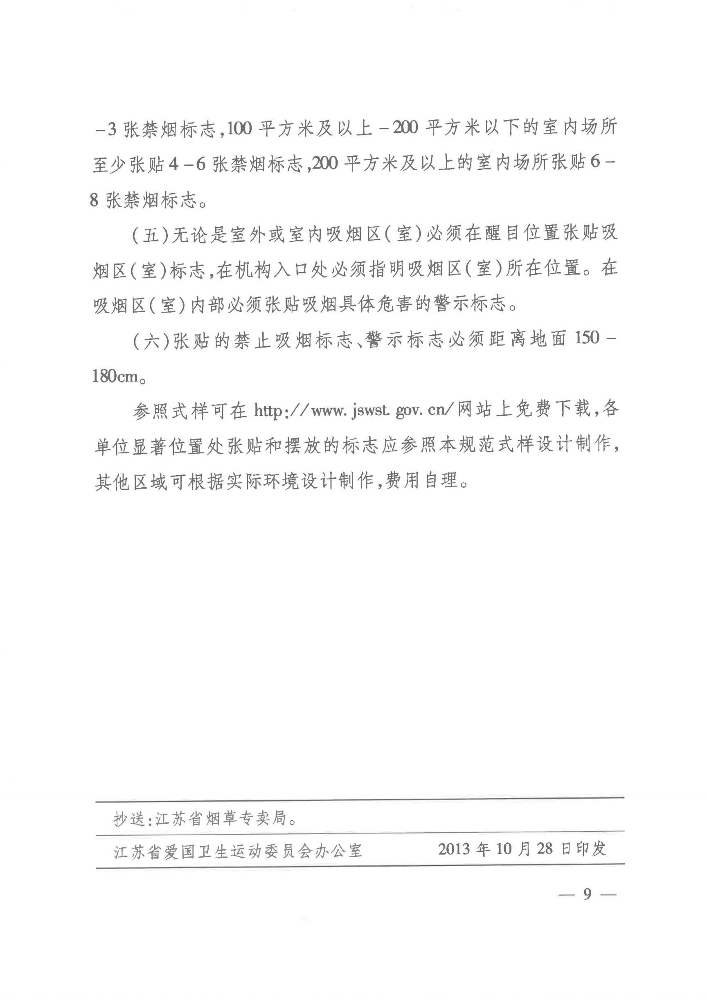 -3张禁烟标志,100平方米及以上-200平方米以下的室内场所
至少张贴4-6张禁烟标志,200平方米及以上的室内场所张贴6-
8张禁烟标志。
(五)无论是室外或室内吸烟区(室)必须在醒目位置张贴吸
烟区(室)标志,在机构入口处必须指明吸烟区(室)所在位置。在
吸烟区(室)内部必须张贴吸烟具体危害的警示标志。
(六)张贴的禁止吸烟标志、警示标志必须距离地面150-
180cm。
参照式样可在http://www.jswst.gov.cn/网站上免费下载,各
单位显著位置处张贴和摆放的标志应参照本规范式样设计制作,
其他区域可根据实际环境设计制作,费用自理。
抄送:江苏省烟草专卖局。
江苏省爱国卫生运动委员会办公室 2013年10月28日印发
— 9 —